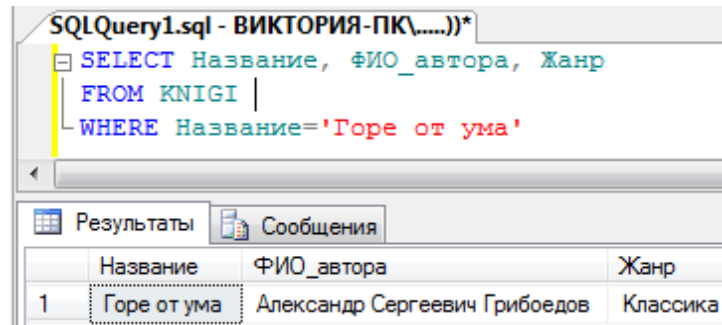 SQLQuery1.sql - ВИКТОРИЯ-ПК\.....))*
SELECT Название, ФИО_автора, Жанр
FROM KNIGI
WHERE Название='Горе от ума'
Результаты Сообщения
Название ФИО_автора Жанр
1 Горе от ума Александр Сергеевич Грибоедов Классика